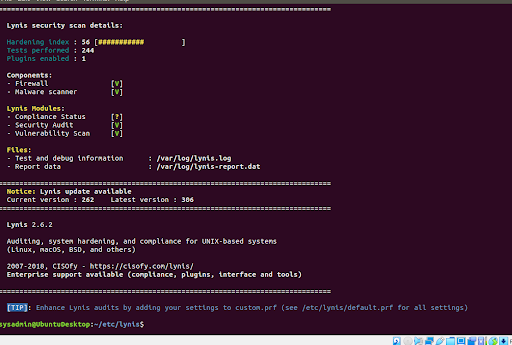 ================================================================================
Lynis security scan details:
Hardening index : 56 [########### ]
Tests performed : 244
Plugins enabled : 1
Components:
- Firewall [V]
- Malware scanner [V]
Lynis Modules:
- Compliance Status [?]
- Security Audit [V]
- Vulnerability Scan [V]
Files:
- Test and debug information : /var/log/lynis.log
- Report data : /var/log/lynis-report.dat
================================================================================
Notice: Lynis update available
Current version : 262 Latest version : 306
================================================================================
Lynis 2.6.2
Auditing, system hardening, and compliance for UNIX-based systems
(Linux, macOS, BSD, and others)
2007-2018, CISOfy - https://cisofy.com/lynis/
Enterprise support available (compliance, plugins, interface and tools)
================================================================================
[TIP]: Enhance Lynis audits by adding your settings to custom.prf (see /etc/lynis/default.prf for all settings)
sysadmin@UbuntuDesktop:~/etc/lynis$